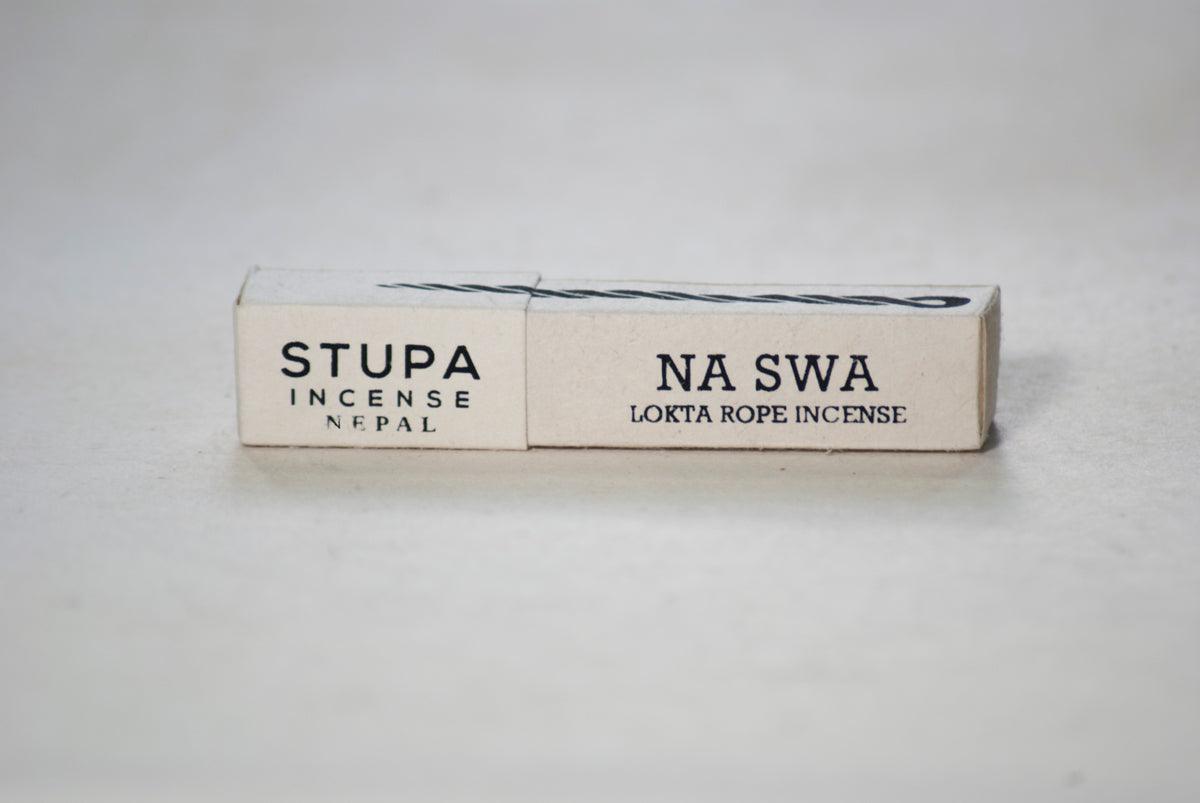 STUPA
INCENSE
NEPAL
NA SWA
LOKTA ROPE INCENSE